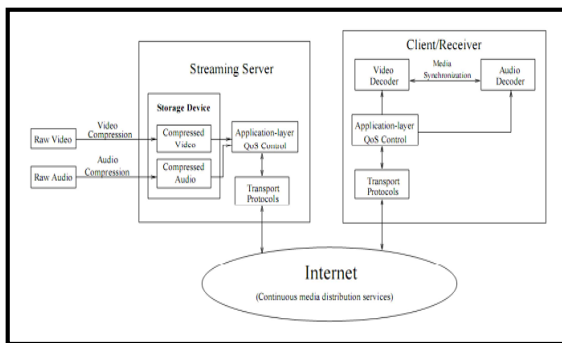 Streaming Server
Storage Device
Raw Video
Video
Compression
Compressed
Video
Raw Audio
Audio
Compression
Compressed
Audio
Application-layer
QoS Control
Transport
Protocols
Client/Receiver
Video
Decoder
Media
Synchronization
Audio
Decoder
Application-layer
QoS Control
Transport
Protocols
Internet
(Continuous media distribution services)